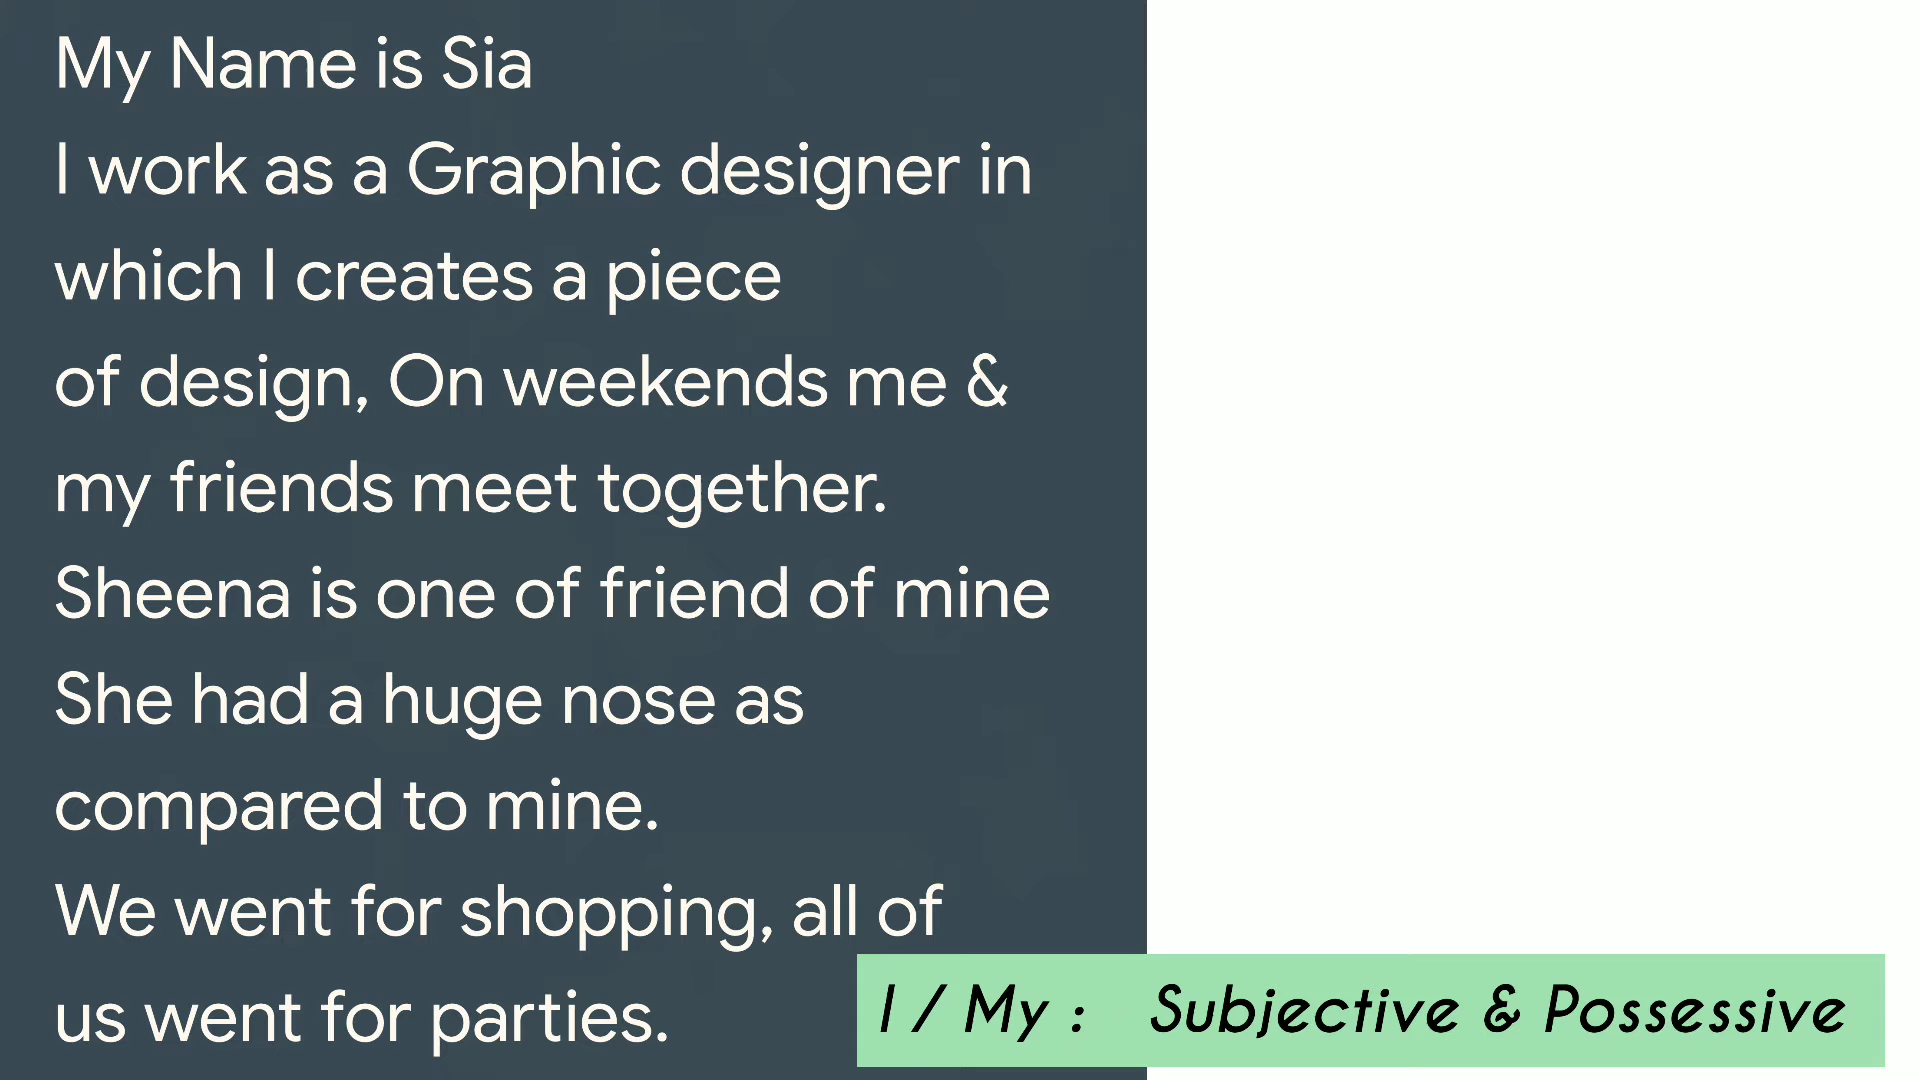 My Name is Sia
I work as a Graphic designer in
which I creates a piece
of design, On weekends me &
my friends meet together.
Sheena is one of friend of mine
She had a huge nose as
compared to mine.
We went for shopping, all of
us went for parties.
I / My : Subjective & Possessive